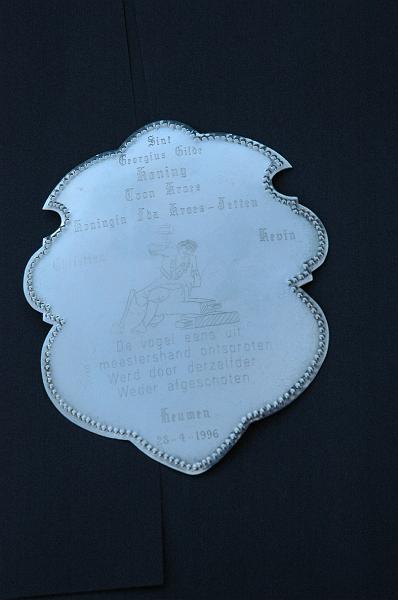 Sint
Georgius Gilde
Koning
Toon Kroes
Koningin Ida Kroes-Jetten
Kevin
De vogel eens uit
s meestershand ontsproten
Werd door derzelfder
Weder afgeschoten
Heumen
28-4-1996